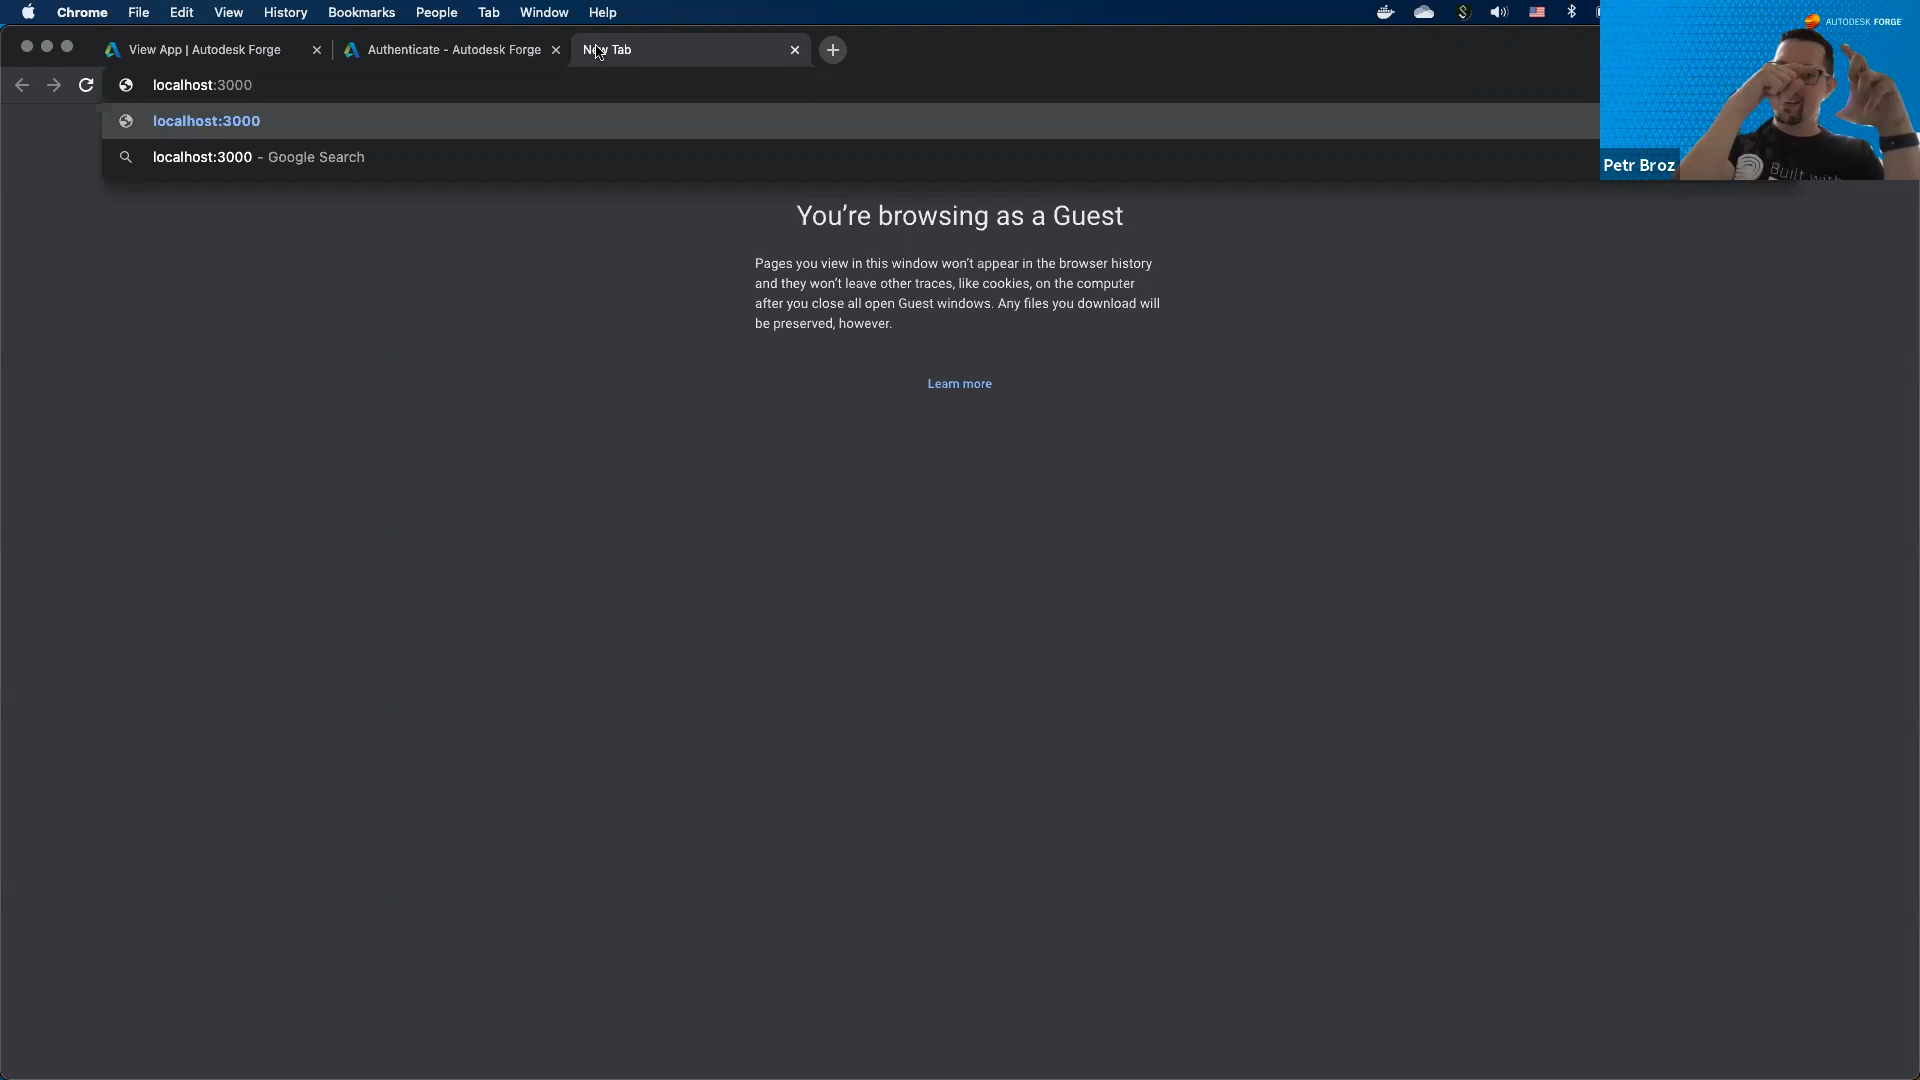 Chrome File Edit View History Bookmarks People Tab Window Help
AUTODESK FORGE
View App | Autodesk Forge
Authenticate - Autodesk Forge
New Tab
localhost:3000
localhost:3000
localhost:3000 - Google Search
Petr Broz
Built with
You're browsing as a Guest
Pages you view in this window won't appear in the browser history
and they won't leave other traces, like cookies, on the computer
after you close all open Guest windows. Any files you download will
be preserved, however.
Learn more